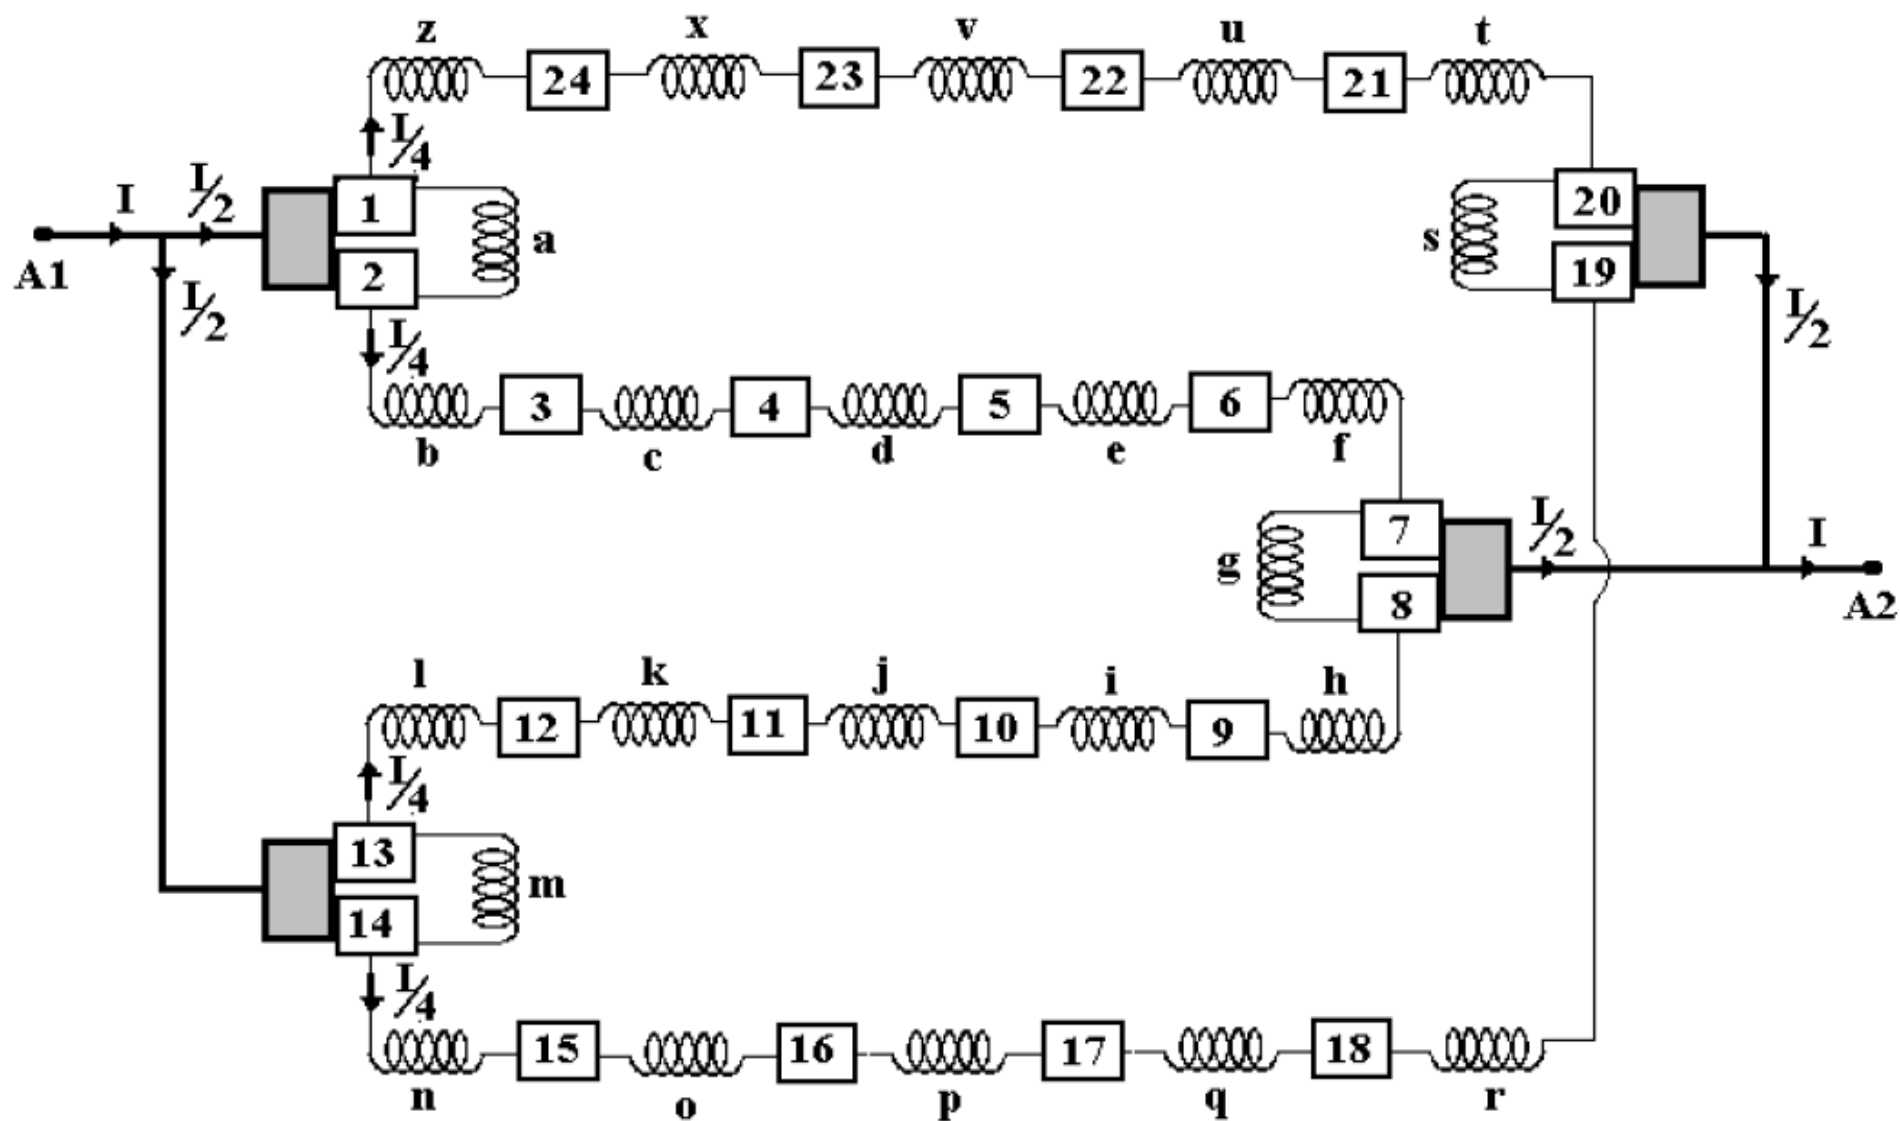 z x v u t
24 23 22 21
I/4
I I/2 1 20
A1 a s
2 19
I/2 I/4 I/2
3 4 5 6
b c d e f
7 I/2 I
g
8 A2
l k j i h
12 11 10 9
I/4
13
m
14
I/4
15 16 17 18
n o p q r